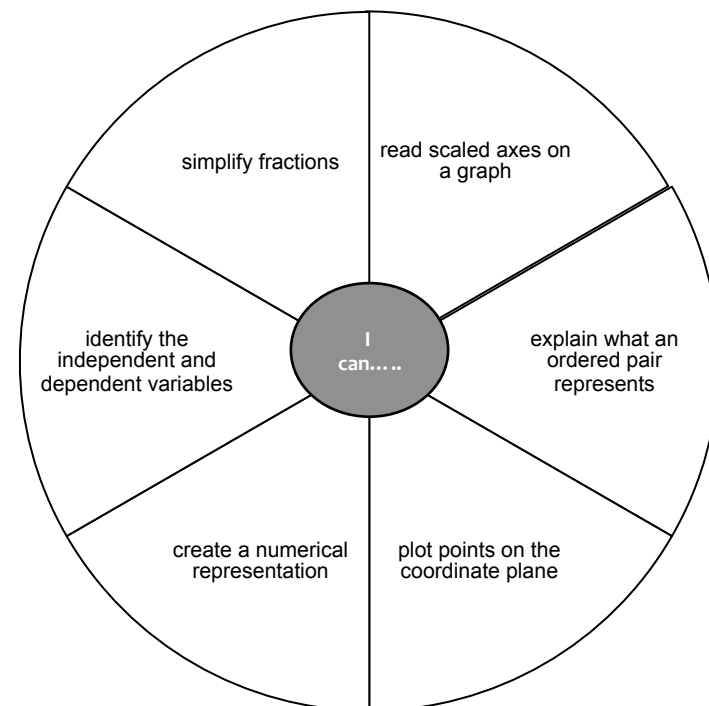 simplify fractions
read scaled axes on
a graph
identify the
independent and
dependent variables
I
can.....
explain what an
ordered pair
represents
create a numerical
representation
plot points on the
coordinate plane